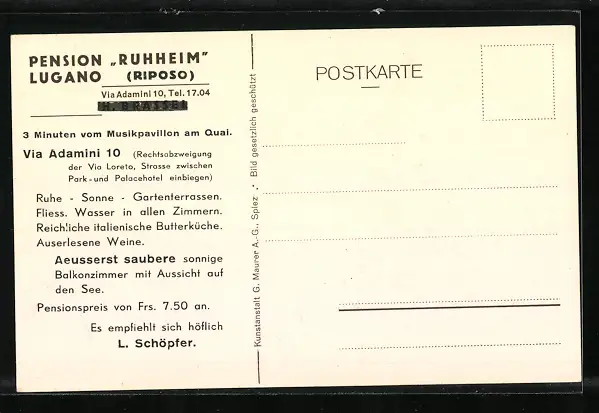 PENSION „RUHHEIM"
LUGANO (RIPOSO)
Via Adamini 10, Tel. 17.04
H. BRASSEL
3 Minuten vom Musikpavillon am Quai.
Via Adamini 10 (Rechtsabzweigung
der Via Loreto, Strasse zwischen
Park- und Palacehotel einbiegen)
Ruhe - Sonne - Gartenterrassen.
Fliess. Wasser in allen Zimmern.
Reichliche italienische Butterküche.
Auserlesene Weine.
Aeusserst saubere sonnige
Balkonzimmer mit Aussicht auf
den See.
Pensionspreis von Frs. 7.50 an.
Es empfiehlt sich höflich
L. Schöpfer.
Kunstanstalt G. Maurer A.-G., Spiez ·:· Bild gesetzlich geschützt
POSTKARTE